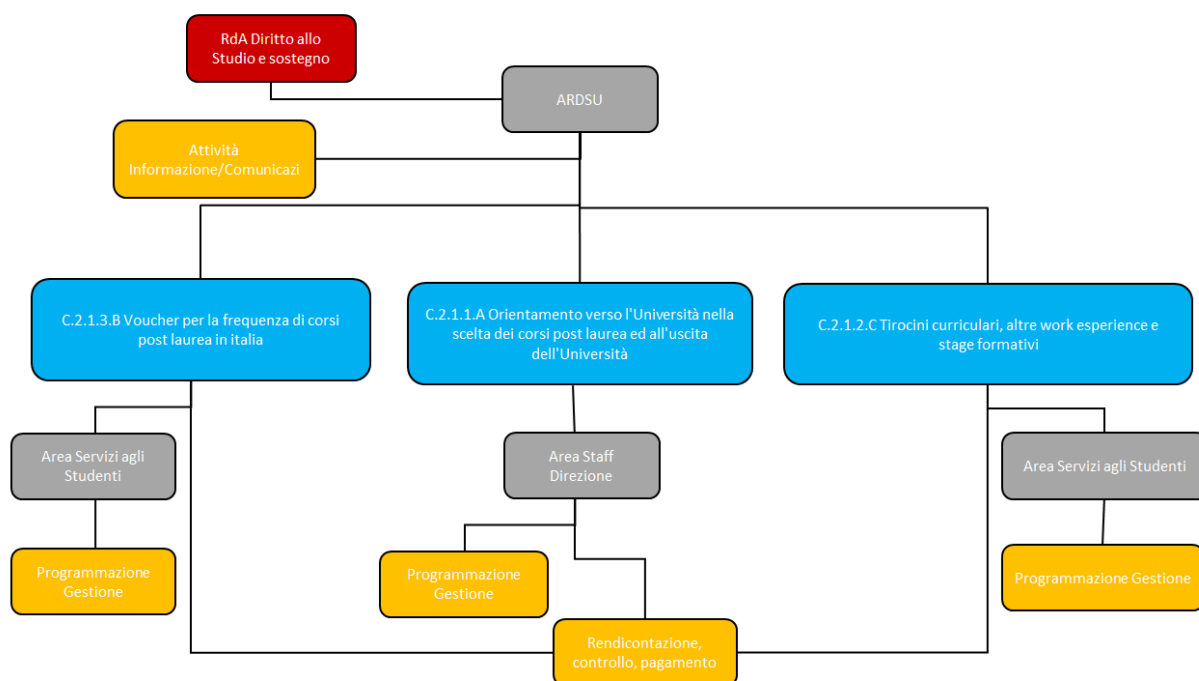 RdA Diritto allo
Studio e sostegno
ARDSU
Attività
Informazione/Comunicazi
C.2.1.3.B Voucher per la frequenza di corsi
post laurea in italia
C.2.1.1.A Orientamento verso l'Università nella
scelta dei corsi post laurea ed all'uscita
dell'Università
C.2.1.2.C Tirocini curriculari, altre work esperience e
stage formativi
Area Servizi agli
Studenti
Area Staff
Direzione
Area Servizi agli Studenti
Programmazione
Gestione
Programmazione
Gestione
Programmazione Gestione
Rendicontazione,
controllo, pagamento